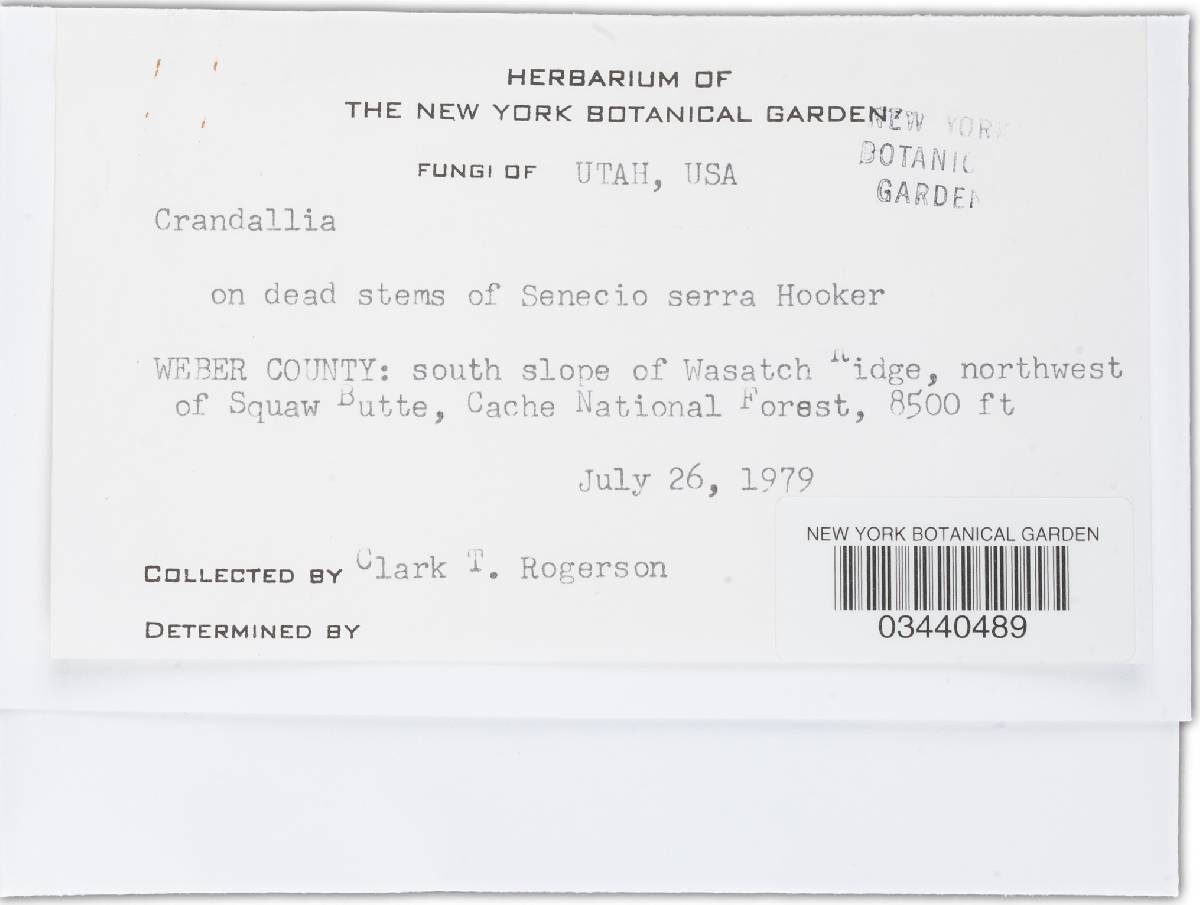 HERBARIUM OF
THE NEW YORK BOTANICAL GARDEN
NEW YORK
BOTANIC
GARDEN
FUNGI OF UTAH, USA
Crandallia
on dead stems of Senecio serra Hooker
WEBER COUNTY: south slope of Wasatch Ridge, northwest
of Squaw Butte, Cache National Forest, 8500 ft
July 26, 1979
COLLECTED BY Clark T. Rogerson
DETERMINED BY
NEW YORK BOTANICAL GARDEN
03440489